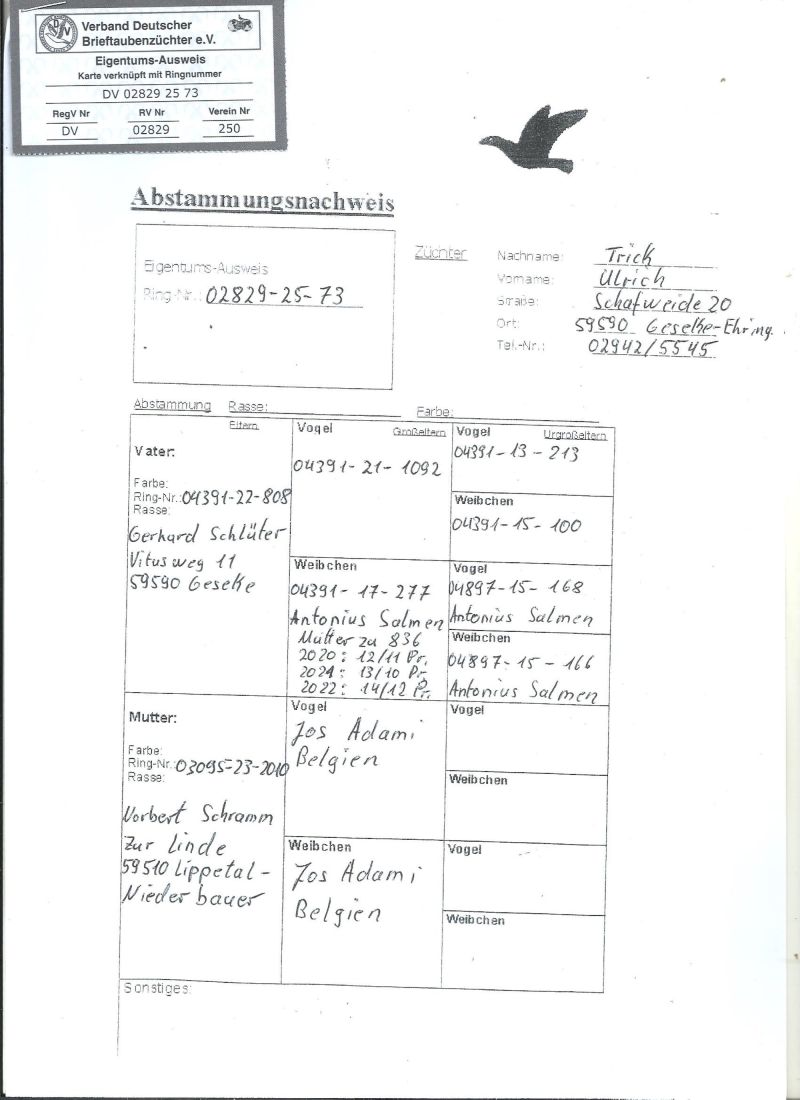 Verband Deutscher
Brieftaubenzüchter e.V.
Eigentums-Ausweis
Karte verknüpft mit Ringnummer
DV 02829 25 73
RegV Nr RV Nr Verein Nr
DV 02829 250
Abstammungsnachweis
Eigentums-Ausweis
Ring-Nr.: 02829-25-73
Züchter
Nachname: Trick
Vorname: Ulrich
Straße: Schafweide 20
Ort: 59590 Geseke-Ehring.
Tel.-Nr.: 02942/5545
Abstammung Rasse: Farbe:
Eltern
Vater:
Farbe:
Ring-Nr.: 04391-22-808
Rasse:
Gerhard Schlüter
Vitusweg 11
59590 Geseke
Vogel Großeltern
04391-21-1092
Weibchen
04391-17-277
Antonius Salmen
Mutter zu 836
2020: 12/11 Pr.
2021: 13/10 Pr.
2022: 14/12 Pr.
Vogel Urgroßeltern
04391-13-213
Weibchen
04391-15-100
Vogel
04897-15-168
Antonius Salmen
Weibchen
04897-15-166
Antonius Salmen
Mutter:
Farbe:
Ring-Nr.: 03095-23-2010
Rasse:
Norbert Schramm
Zur Linde
59510 Lippetal-
Niederbauer
Vogel
Jos Adami
Belgien
Weibchen
Jos Adami
Belgien
Vogel
Weibchen
Vogel
Weibchen
Sonstiges: